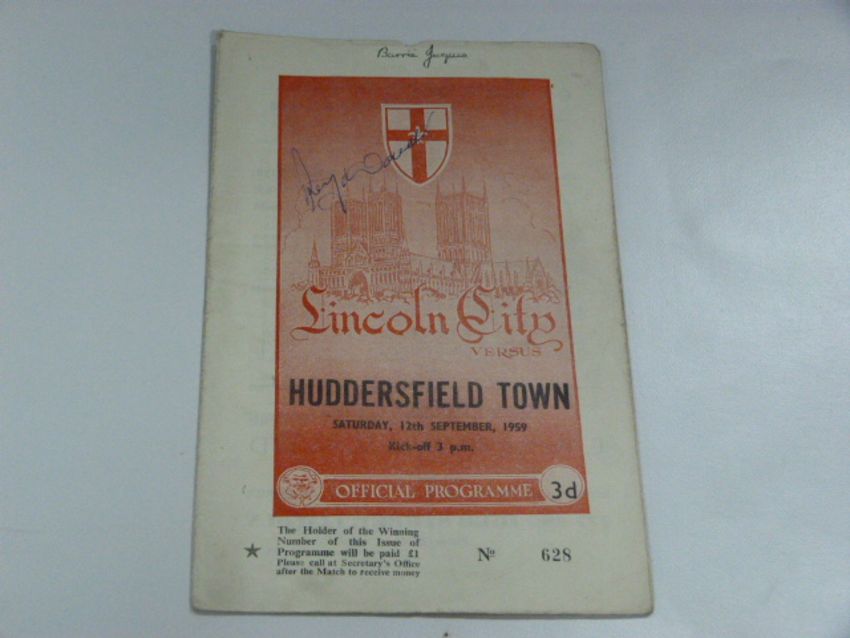 Barrie Jaques
Lincoln City
VERSUS
HUDDERSFIELD TOWN
SATURDAY, 12th SEPTEMBER, 1959
Kick-off 3 p.m.
OFFICIAL PROGRAMME 3d
The Holder of the Winning
Number of this Issue of
★ Programme will be paid £1
Please call at Secretary's Office
after the Match to receive money
Nº 628